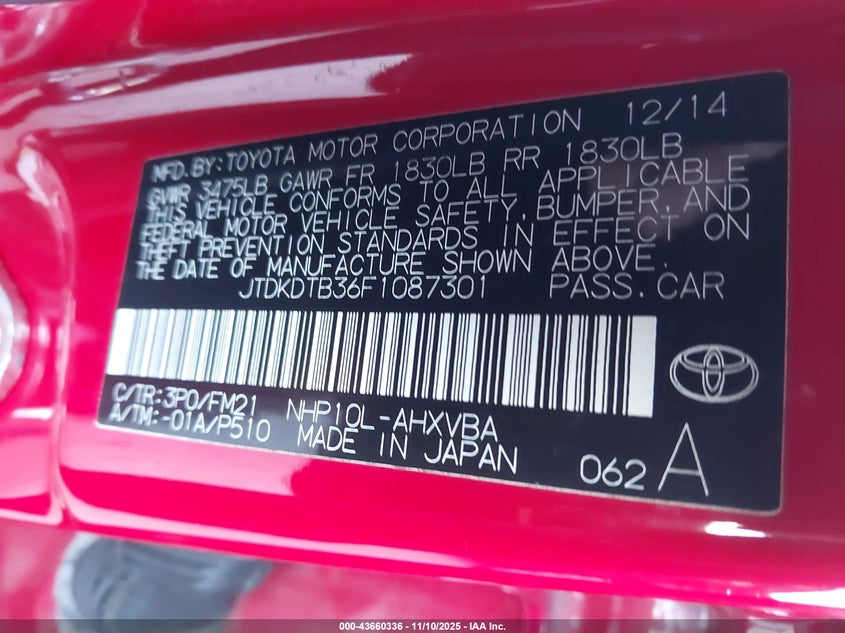 MFD.BY:TOYOTA MOTOR CORPORATION 12/14
GVWR 3475LB GAWR FR 1830LB RR 1830LB
THIS VEHICLE CONFORMS TO ALL APPLICABLE
FEDERAL MOTOR VEHICLE SAFETY,BUMPER,AND
THEFT PREVENTION STANDARDS IN EFFECT ON
THE DATE OF MANUFACTURE SHOWN ABOVE.
JTDKDTB36F1087301 PASS.CAR
C/TR:3P0/FM21 NHP10L-AHXVBA
A/TM:-01A/P510 MADE IN JAPAN
062 A
000-43660336 - 11/10/2025 - IAA Inc.